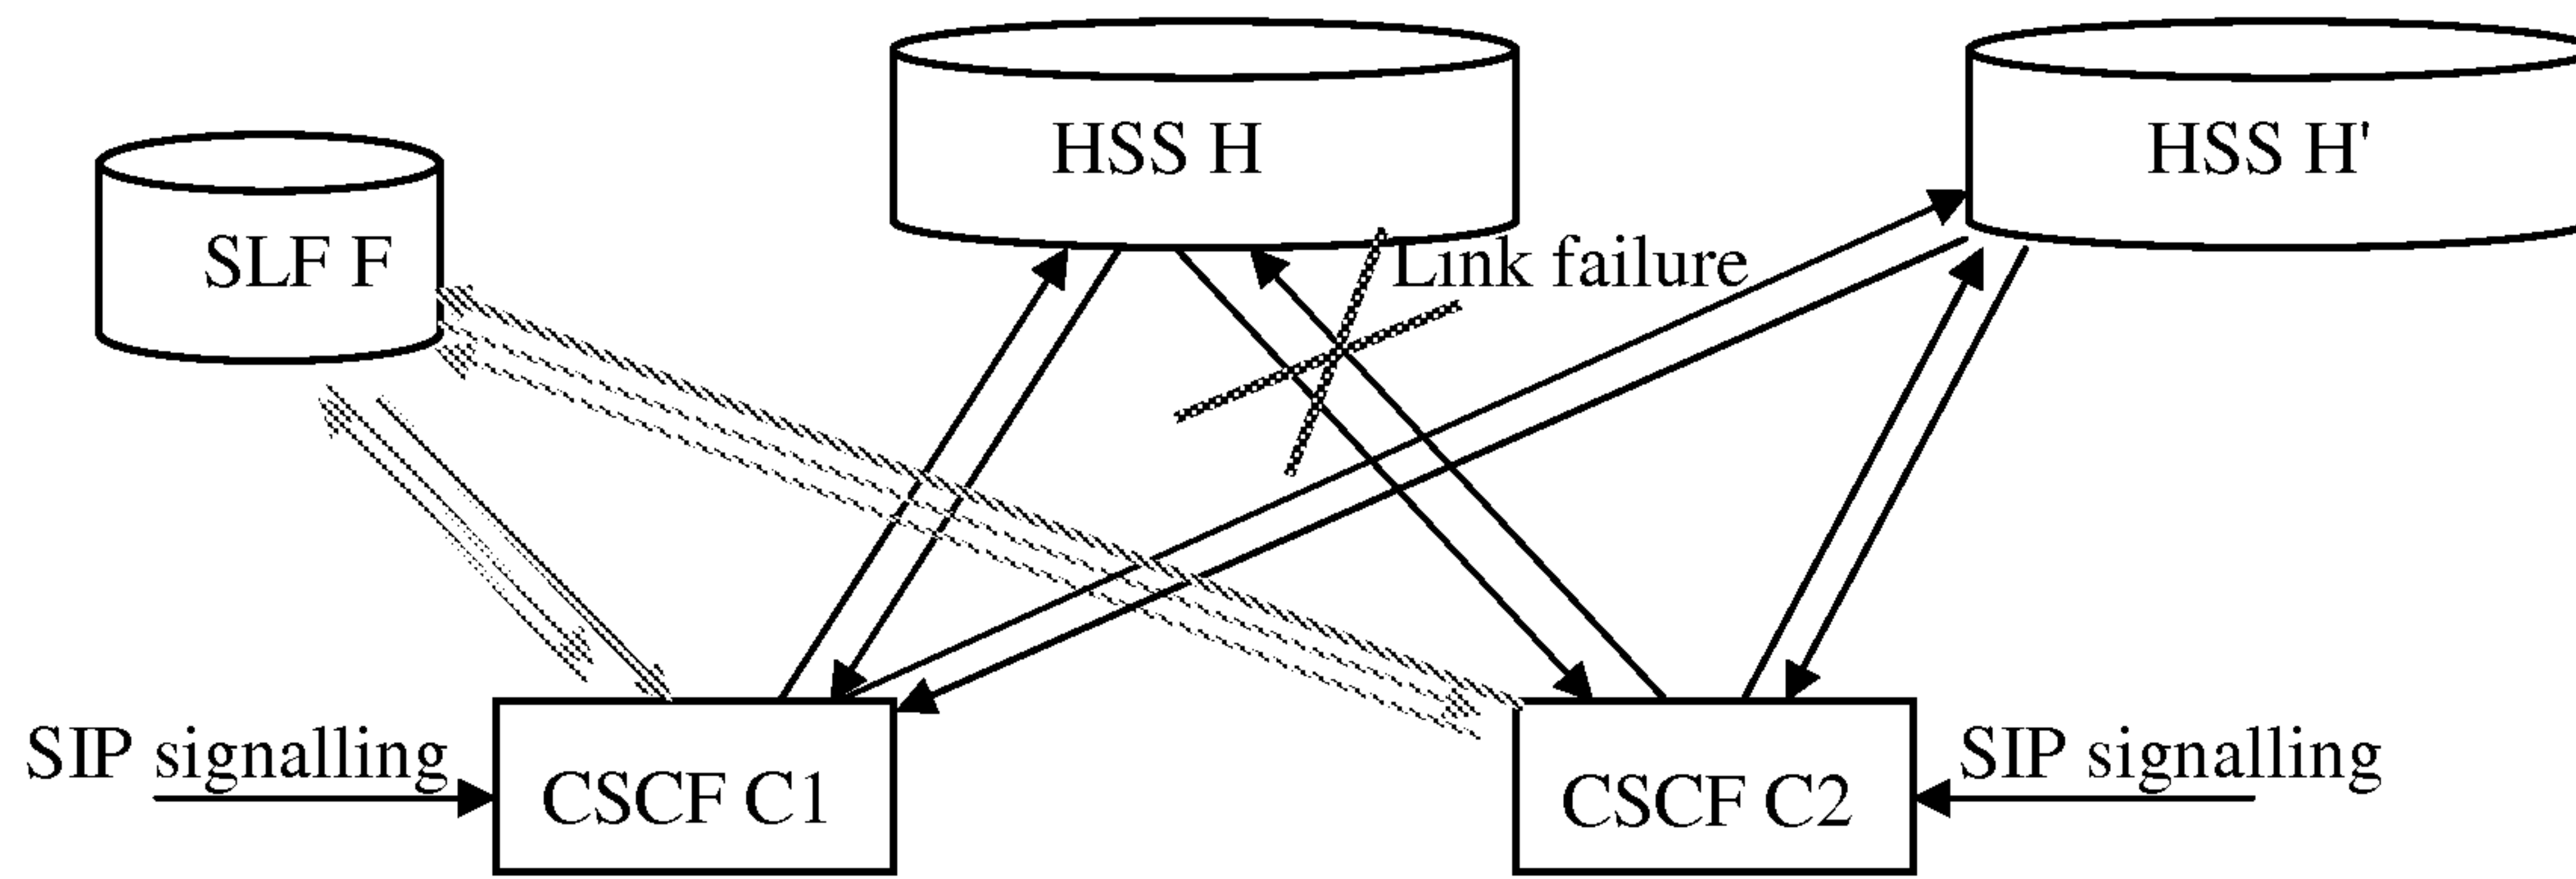 HSS H
HSS H'
SLF F
Link failure
SIP signalling
CSCF C1
CSCF C2
SIP signalling